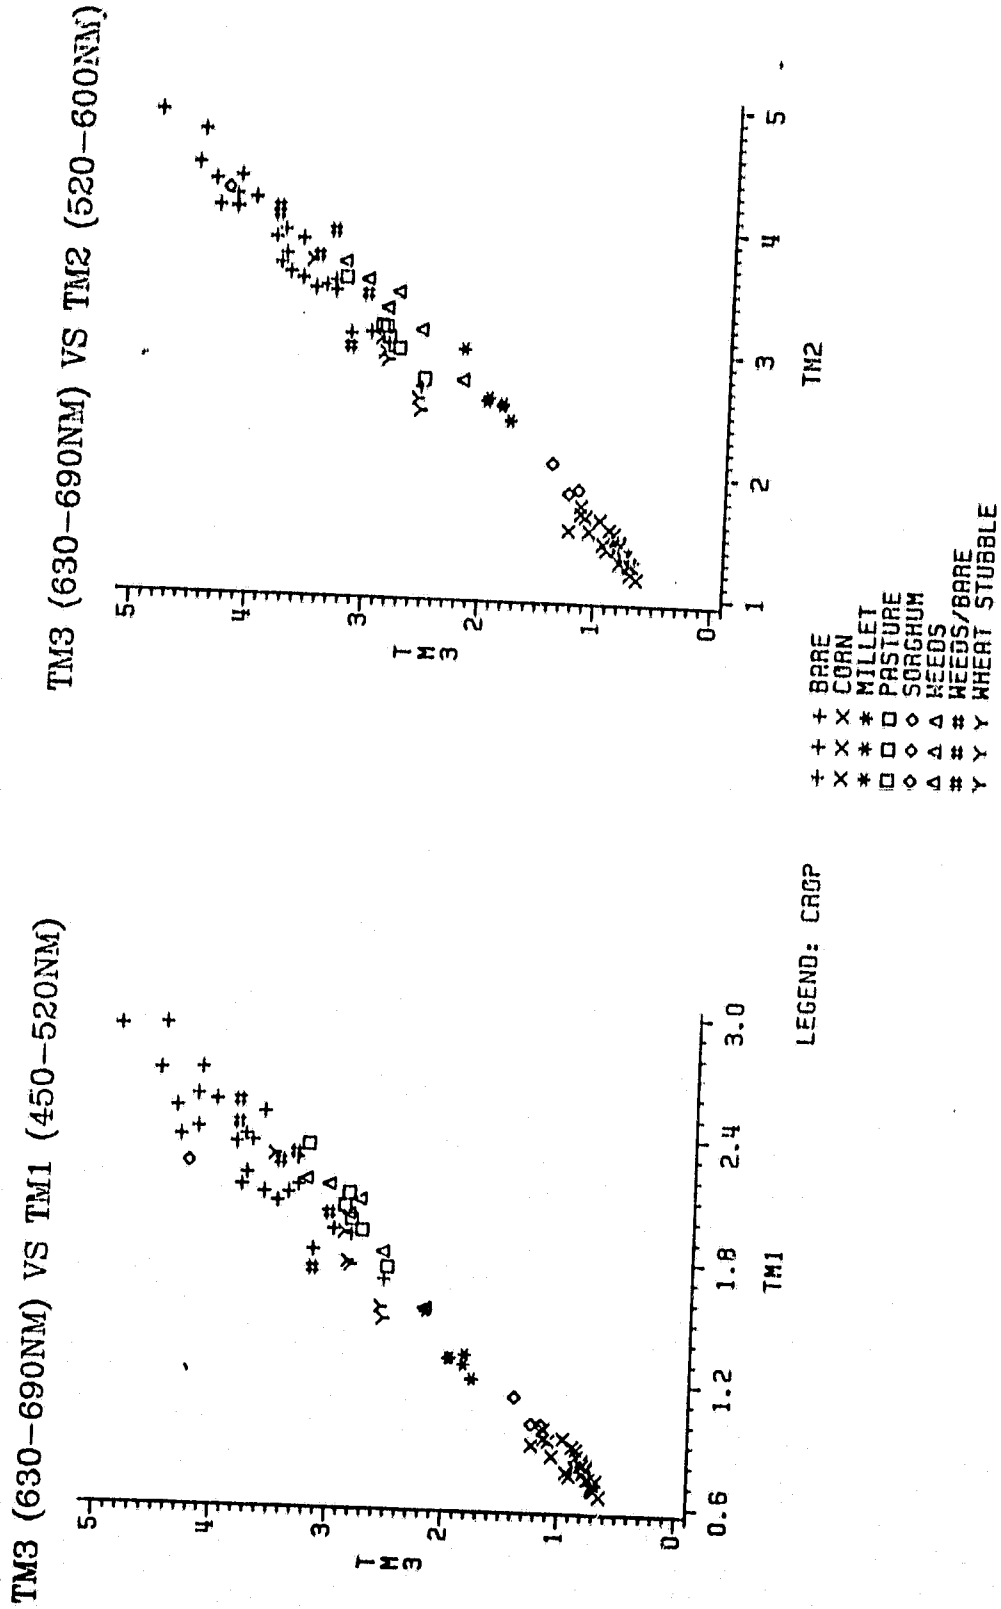 TM3 (630-690NM) VS TM1 (450-520NM)
5
4
3
2
1
0
T
M
3
0.6
1.2
1.8
2.4
3.0
TM1
TM3 (630-690NM) VS TM2 (520-600NM)
5
4
3
2
1
0
T
M
3
1
2
3
4
5
TM2
LEGEND: CROP
+ + + BARE
X X X CORN
* * * MILLET
□ □ □ PASTURE
◇ ◇ ◇ SORGHUM
Δ Δ Δ WEEDS
# # # WEEDS/BARE
Y Y Y WHEAT STUBBLE